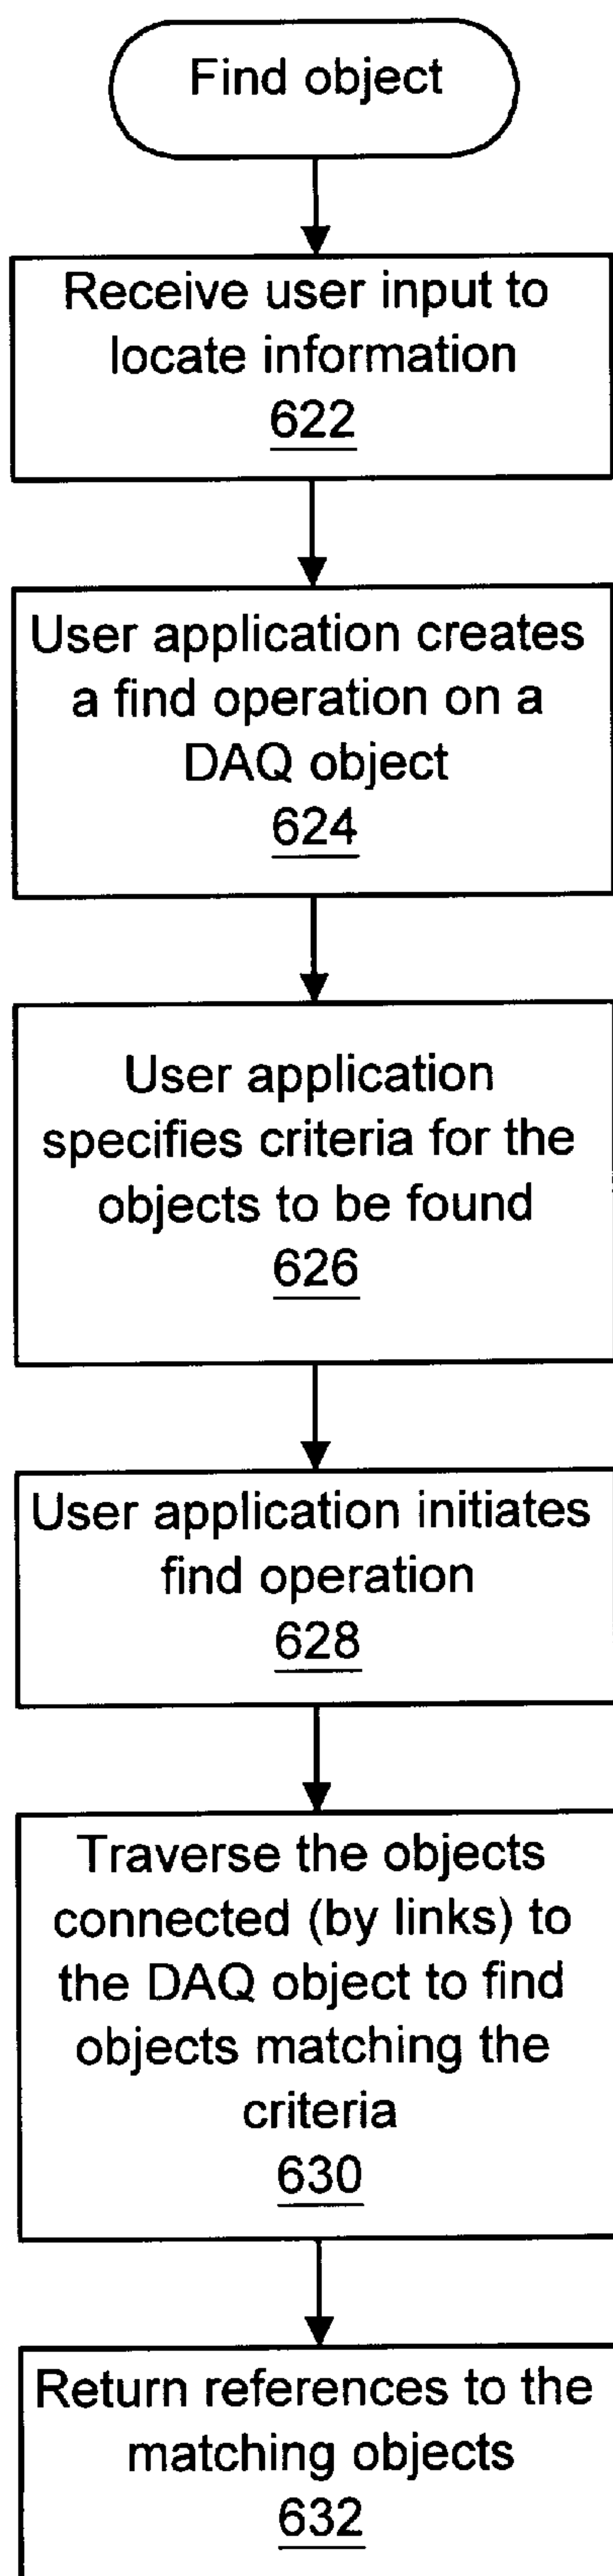 Find object
Receive user input to
locate information
622
User application creates
a find operation on a
DAQ object
624
User application
specifies criteria for the
objects to be found
626
User application initiates
find operation
628
Traverse the objects
connected (by links) to
the DAQ object to find
objects matching the
criteria
630
Return references to the
matching objects
632